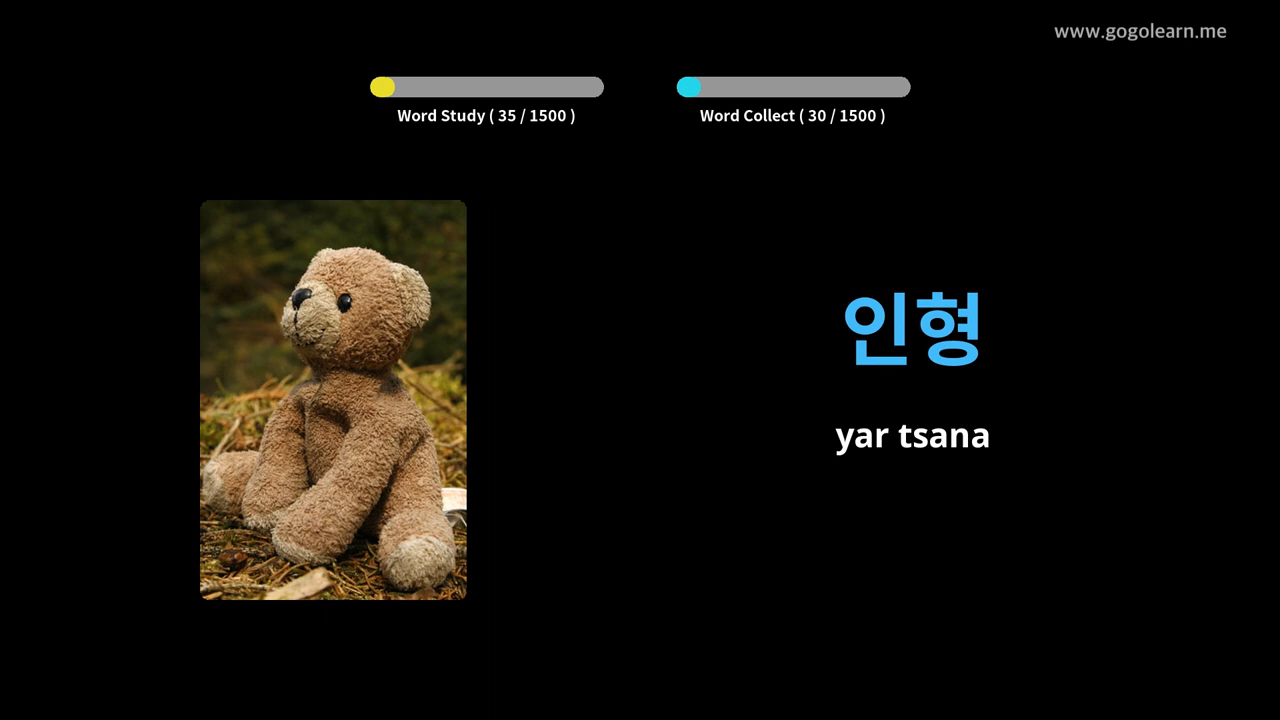 www.gogolearn.me
Word Study ( 35 / 1500 )
Word Collect ( 30 / 1500 )
인형
yar tsana